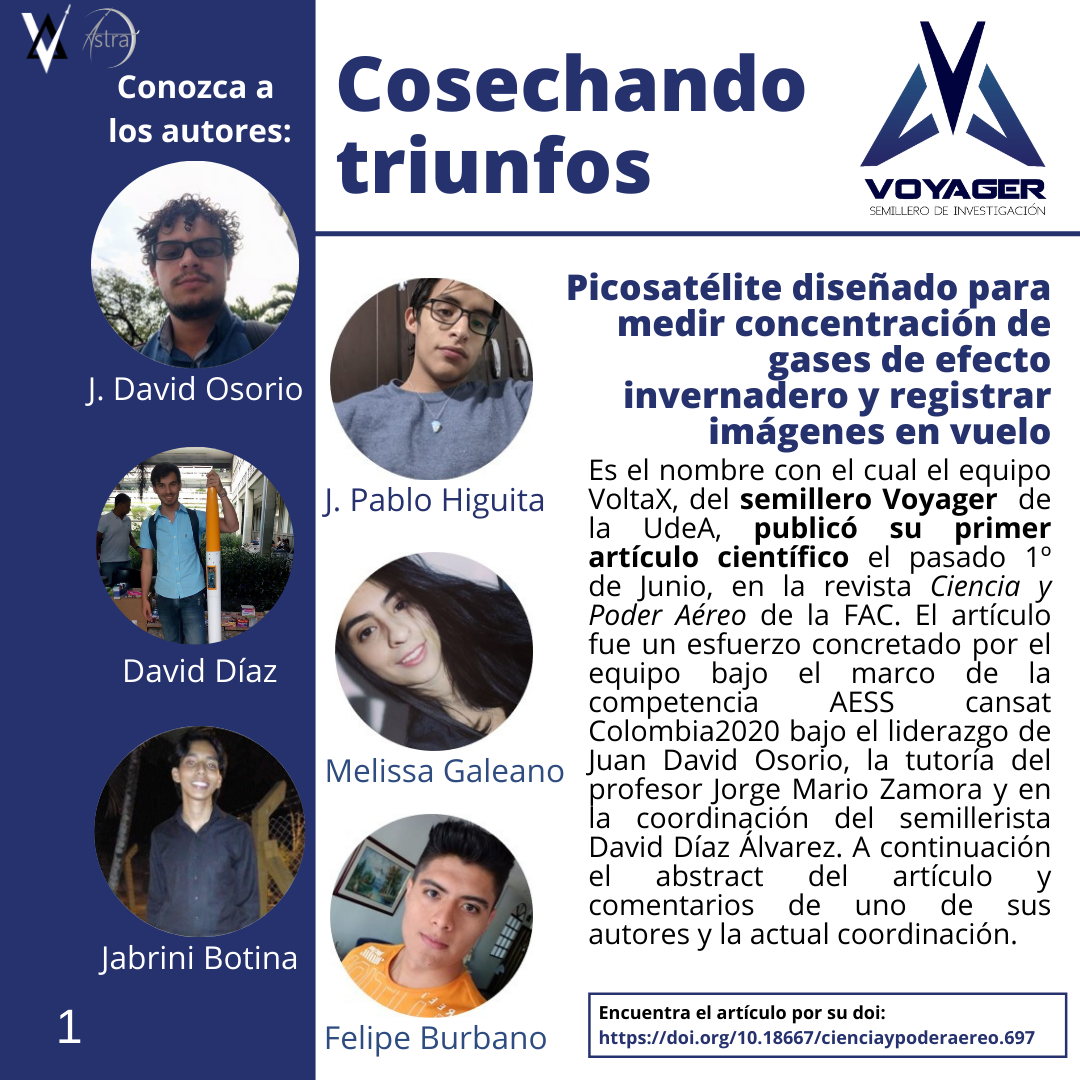 Astra
Conozca a
los autores:
J. David Osorio
David Díaz
Jabrini Botina
1
Cosechando
triunfos
VOYAGER
SEMILLERO DE INVESTIGACIÓN
J. Pablo Higuita
Melissa Galeano
Felipe Burbano
Picosatélite diseñado para
medir concentración de
gases de efecto
invernadero y registrar
imágenes en vuelo
Es el nombre con el cual el equipo
VoltaX, del semillero Voyager de
la UdeA, publicó su primer
artículo científico el pasado 1º
de Junio, en la revista Ciencia y
Poder Aéreo de la FAC. El artículo
fue un esfuerzo concretado por el
equipo bajo el marco de la
competencia AESS cansat
Colombia2020 bajo el liderazgo de
Juan David Osorio, la tutoría del
profesor Jorge Mario Zamora y en
la coordinación del semillerista
David Díaz Álvarez. A continuación
el abstract del artículo y
comentarios de uno de sus
autores y la actual coordinación.
Encuentra el artículo por su doi:
https://doi.org/10.18667/cienciaypoderaereo.697